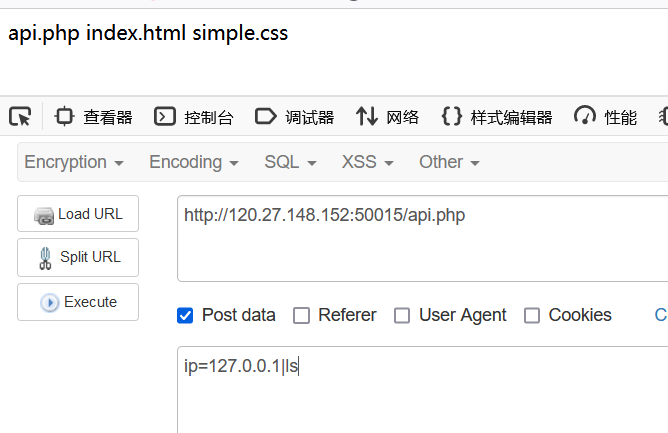 api.php index.html simple.css
查看器 控制台 调试器 网络 样式编辑器 性能
Encryption Encoding SQL XSS Other
Load URL
http://120.27.148.152:50015/api.php
Split URL
Execute
Post data Referer User Agent Cookies C
ip=127.0.0.1|ls